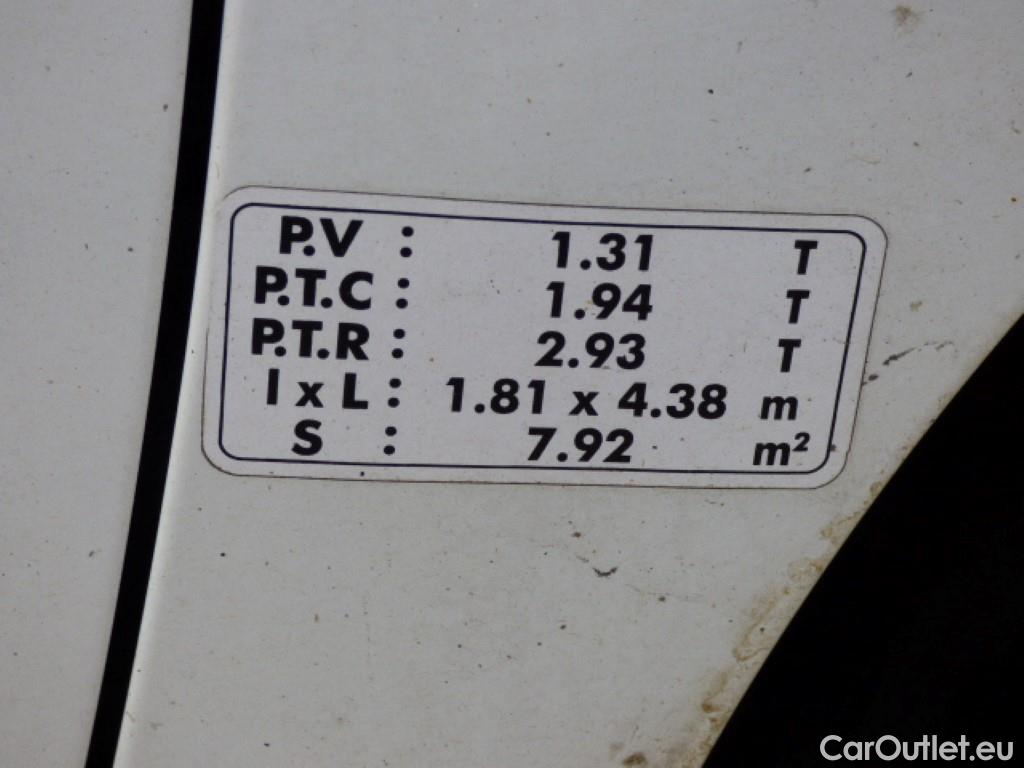 P.V : 1.31 T
P.T.C : 1.94 T
P.T.R : 2.93 T
l x L : 1.81 x 4.38 m
S : 7.92 m²
CarOutlet.eu